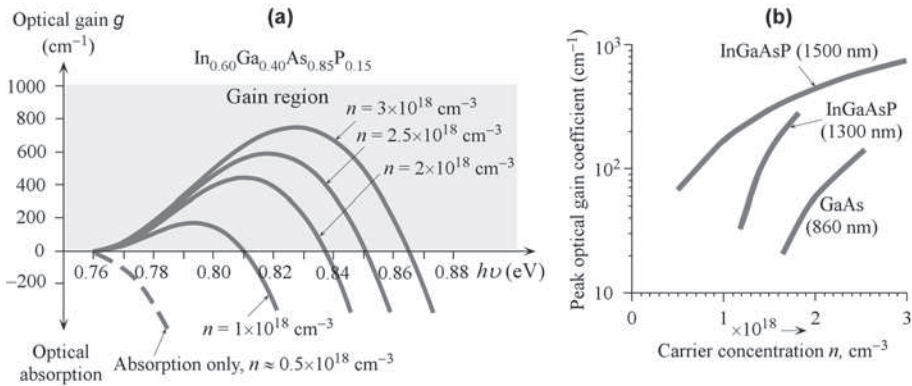 (a)
Optical gain g
(cm⁻¹)
In₀.₆₀Ga₀.₄₀As₀.₈₅P₀.₁₅
1000
800
600
400
200
0
−200
Gain region
n = 3×10¹⁸ cm⁻³
n = 2.5×10¹⁸ cm⁻³
n = 2×10¹⁸ cm⁻³
0.76 0.78 0.80 0.82 0.84 0.86 0.88 hυ (eV)
n = 1×10¹⁸ cm⁻³
Optical
absorption
Absorption only, n ≈ 0.5×10¹⁸ cm⁻³
(b)
Peak optical gain coefficient (cm⁻¹)
10³
10²
10
InGaAsP (1500 nm)
InGaAsP
(1300 nm)
GaAs
(860 nm)
0 1 2 3
×10¹⁸→
Carrier concentration n, cm⁻³